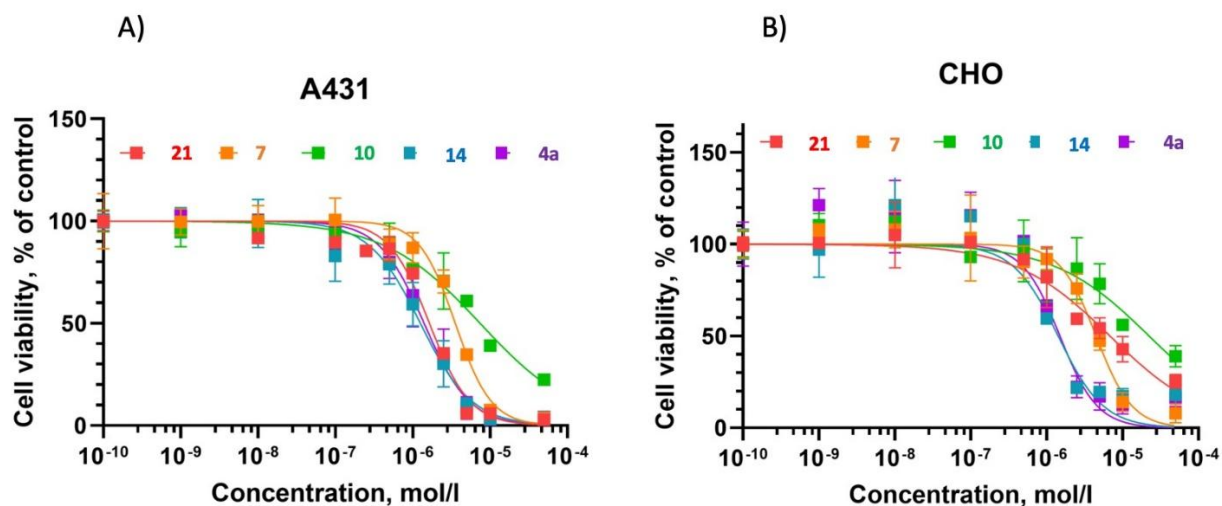 A)
A431
150
21 7 10 14 4a
100
50
0
Cell viability, % of control
10-10 10-9 10-8 10-7 10-6 10-5 10-4
Concentration, mol/l
B)
CHO
150
21 7 10 14 4a
100
50
0
Cell viability, % of control
10-10 10-9 10-8 10-7 10-6 10-5 10-4
Concentration, mol/l